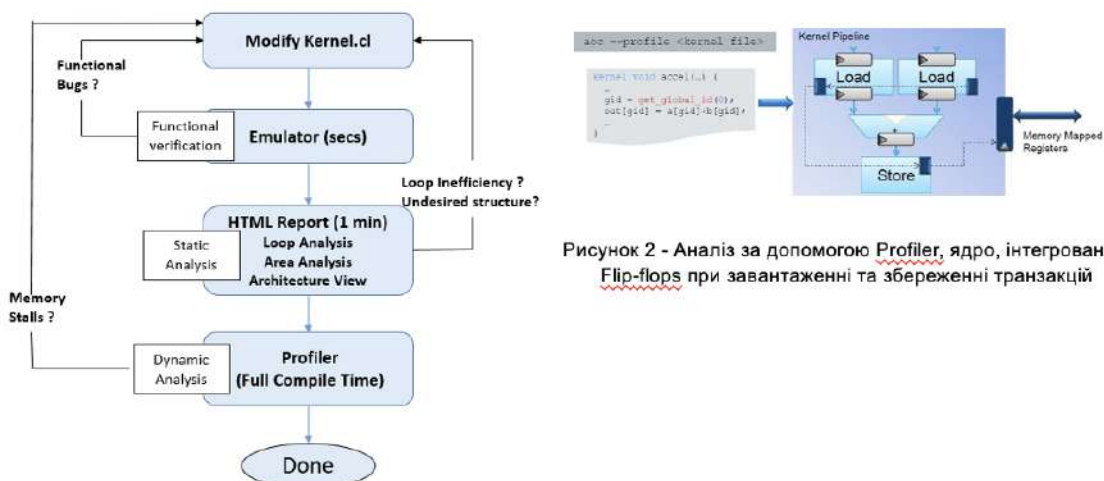 Modify Kernel.cl
Functional
Bugs ?
Functional
verification
Emulator (secs)
Loop Inefficiency ?
Undesired structure?
HTML Report (1 min)
Loop Analysis
Area Analysis
Architecture View
Static
Analysis
Memory
Stalls ?
Dynamic
Analysis
Profiler
(Full Compile Time)
Done
aoc --profile <kernel file>
kernel void accel(…) {
…
gid = get_global_id(0);
out[gid] = a[gid]+b[gid];
…
}
Kernel Pipeline
Load
Load
+
Store
Memory Mapped
Registers
Рисунок 2 - Аналіз за допомогою Profiler, ядро, інтегрован
Flip-flops при завантаженні та збереженні транзакцій